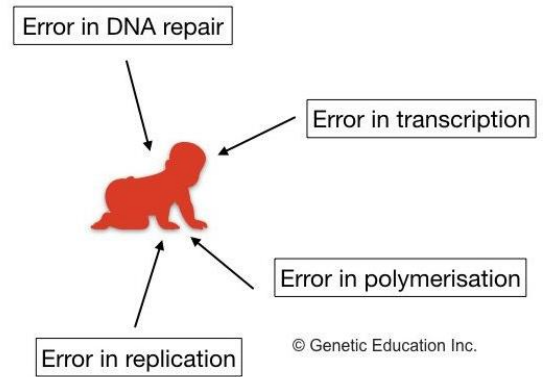 Error in DNA repair
Error in transcription
Error in polymerisation
© Genetic Education Inc.
Error in replication